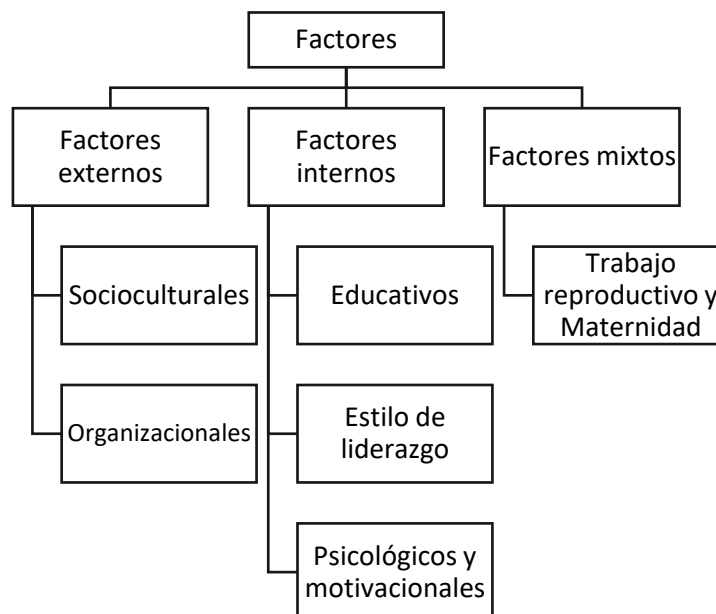 Factores
Factores
externos
Factores
internos
Factores mixtos
Socioculturales
Educativos
Trabajo
reproductivo y
Maternidad
Organizacionales
Estilo de
liderazgo
Psicológicos y
motivacionales